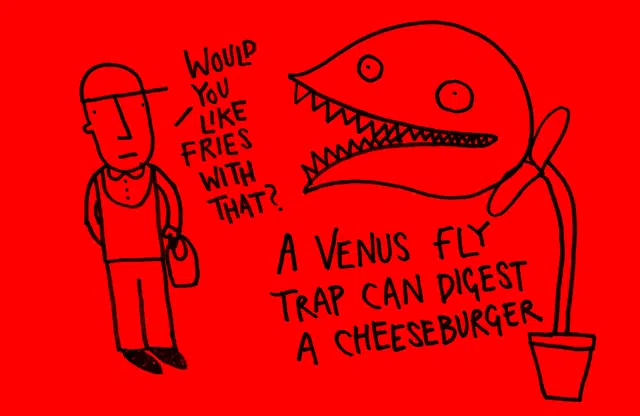 WOULD
YOU
LIKE
FRIES
WITH
THAT?
A VENUS FLY
TRAP CAN DIGEST
A CHEESEBURGER